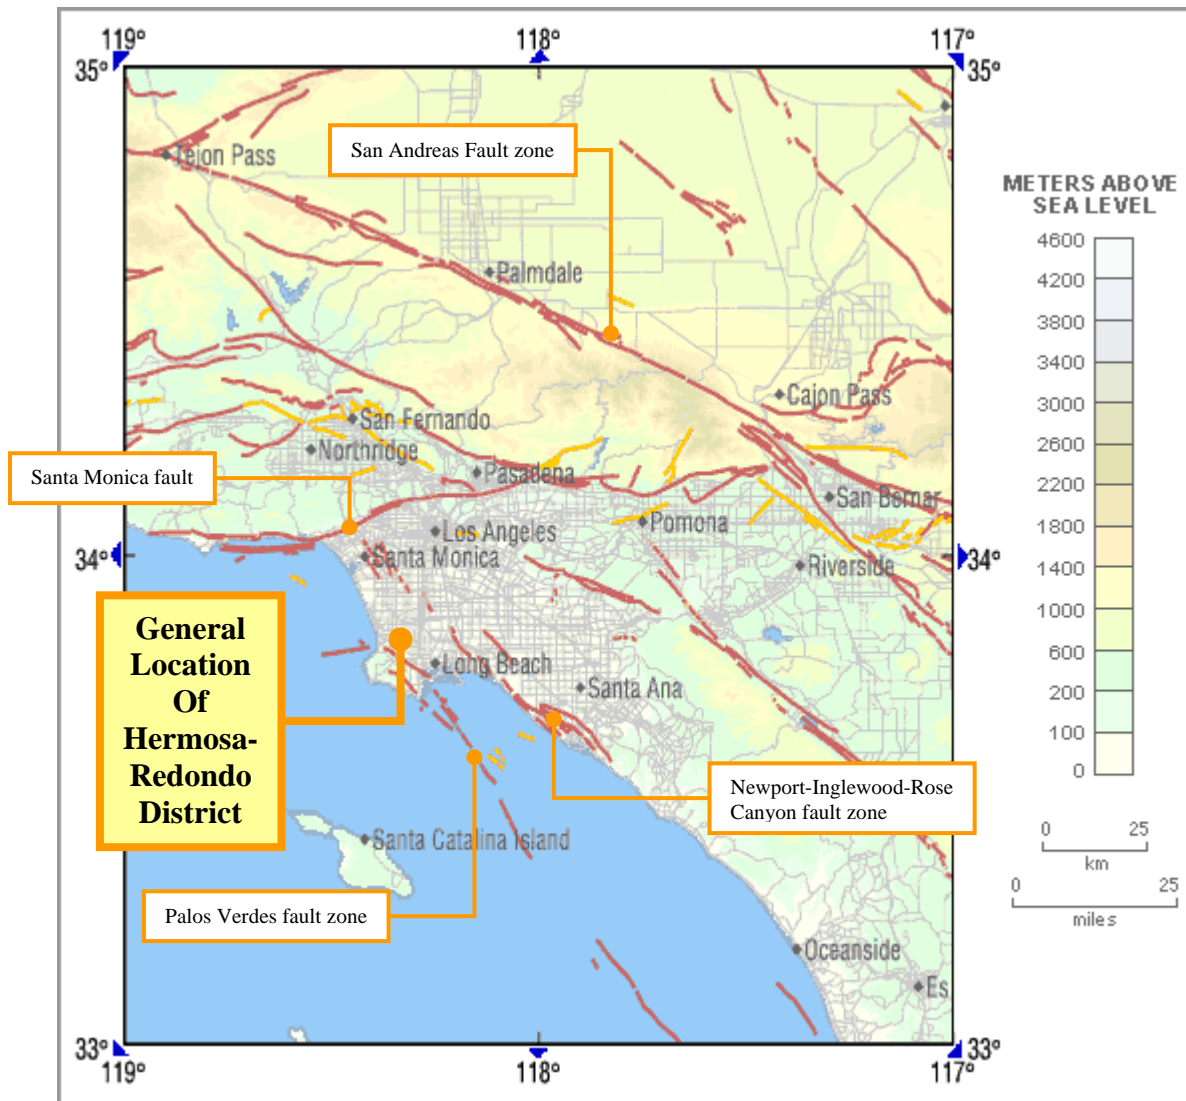 119°
118°
117°
35°
35°
Tejon Pass
San Andreas Fault zone
METERS ABOVE
SEA LEVEL
4600
4200
3800
3400
3000
2600
2200
1800
1400
1000
600
200
100
0
Palmdale
Cajon Pass
San Fernando
Northridge
Santa Monica fault
Pasadena
San Bernar
Pomona
Los Angeles
34°
34°
Santa Monica
Riverside
General
Location
Of
Hermosa-
Redondo
District
Long Beach
Santa Ana
Newport-Inglewood-Rose
Canyon fault zone
Santa Catalina Island
0 25
km
0 25
miles
Palos Verdes fault zone
Oceanside
Es
33°
33°
119°
118°
117°